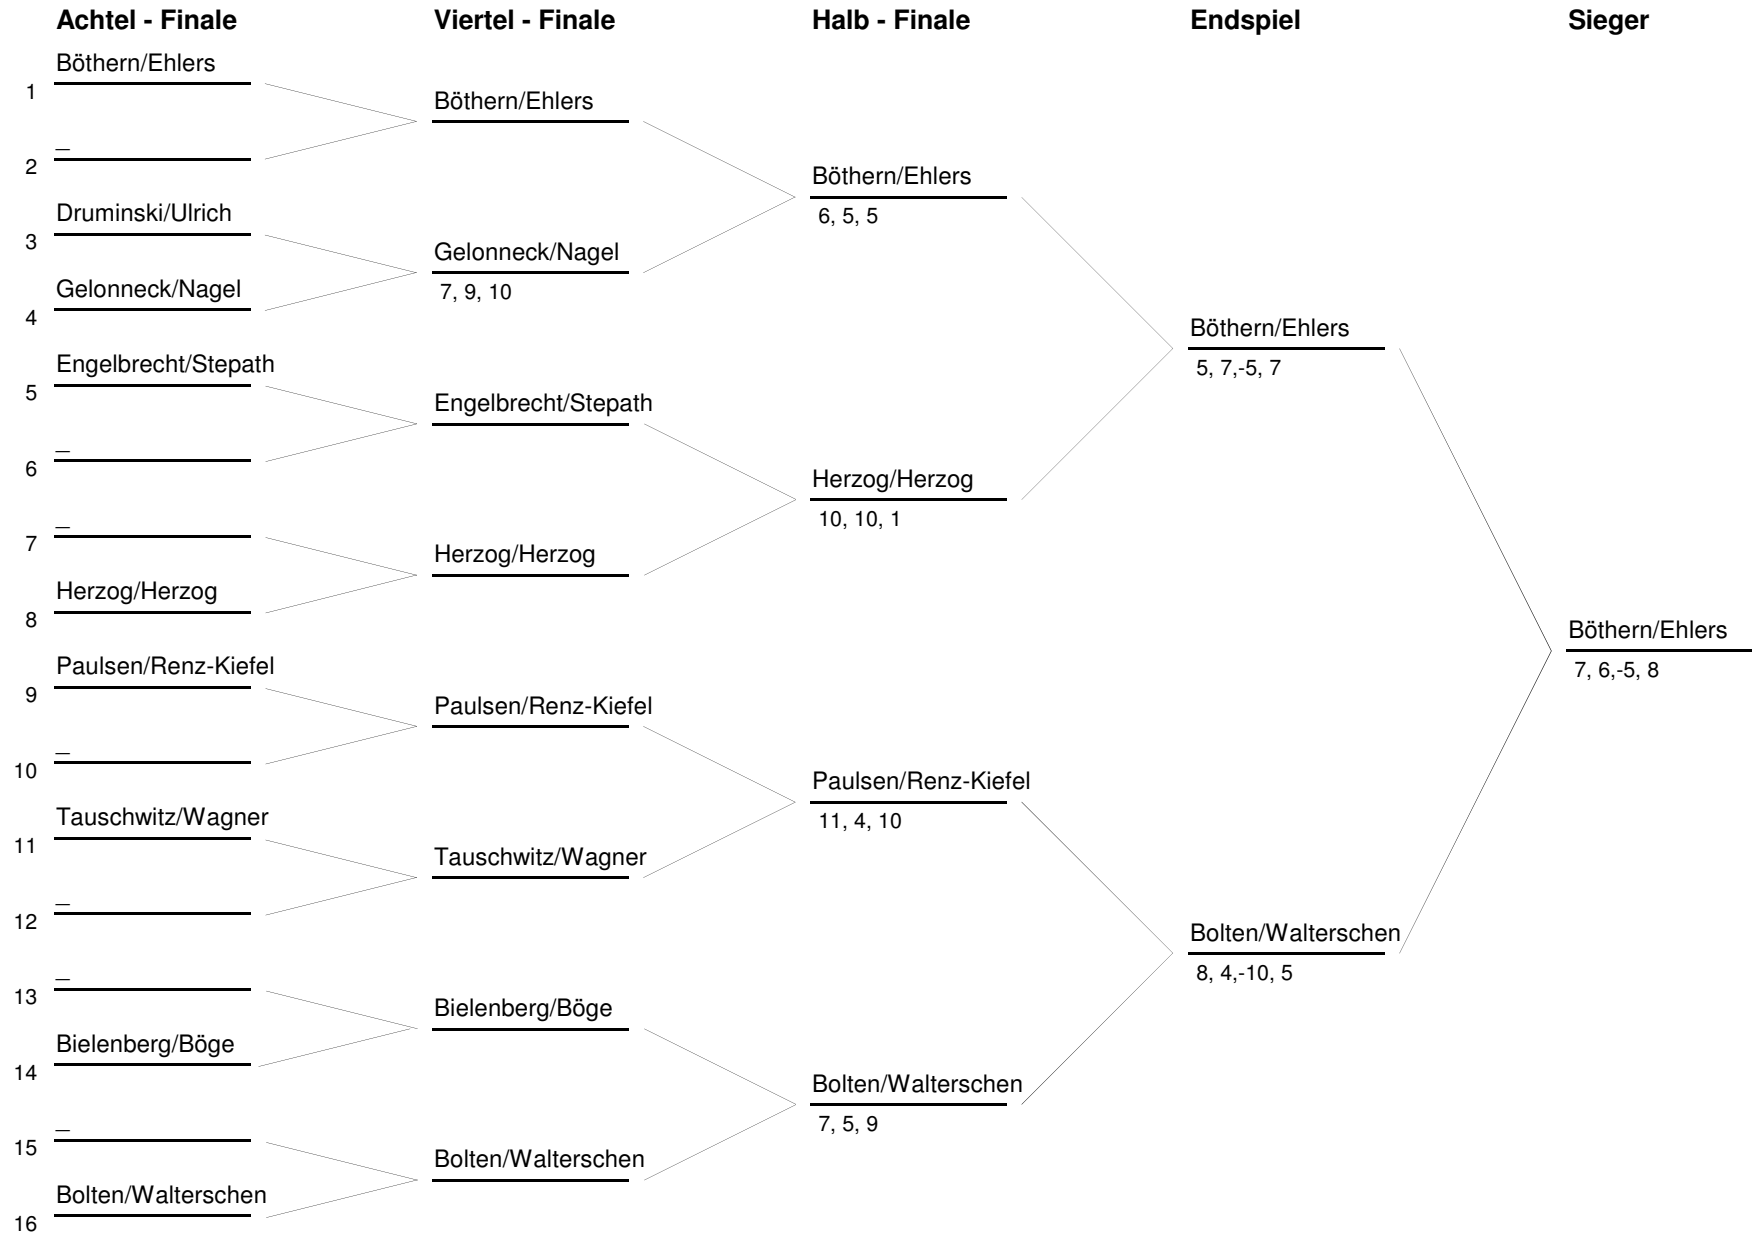 Achtel - Finale
Viertel - Finale
Halb - Finale
Endspiel
Sieger
1
Böthern/Ehlers
2
_
3
Druminski/Ulrich
4
Gelonneck/Nagel
5
Engelbrecht/Stepath
6
_
7
_
8
Herzog/Herzog
9
Paulsen/Renz-Kiefel
10
_
11
Tauschwitz/Wagner
12
_
13
_
14
Bielenberg/Böge
15
_
16
Bolten/Walterschen
Böthern/Ehlers
Gelonneck/Nagel
7, 9, 10
Engelbrecht/Stepath
Herzog/Herzog
Paulsen/Renz-Kiefel
Tauschwitz/Wagner
Bielenberg/Böge
Bolten/Walterschen
Böthern/Ehlers
6, 5, 5
Herzog/Herzog
10, 10, 1
Paulsen/Renz-Kiefel
11, 4, 10
Bolten/Walterschen
7, 5, 9
Böthern/Ehlers
5, 7,-5, 7
Bolten/Walterschen
8, 4,-10, 5
Böthern/Ehlers
7, 6,-5, 8